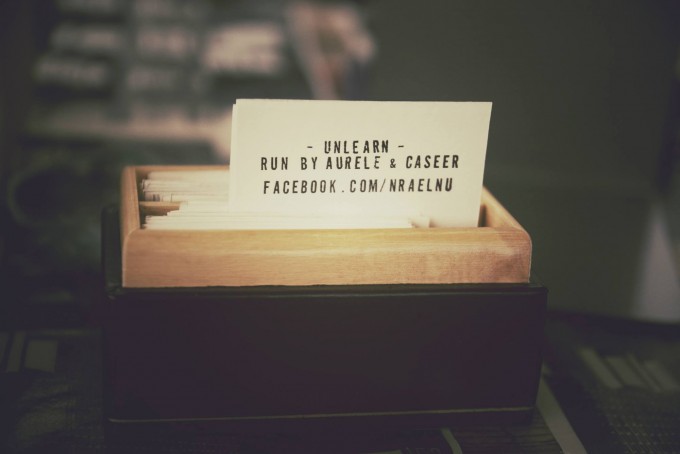 - UNLEARN -
RUN BY AURELE & CASEER
FACEBOOK.COM/NRAELNU